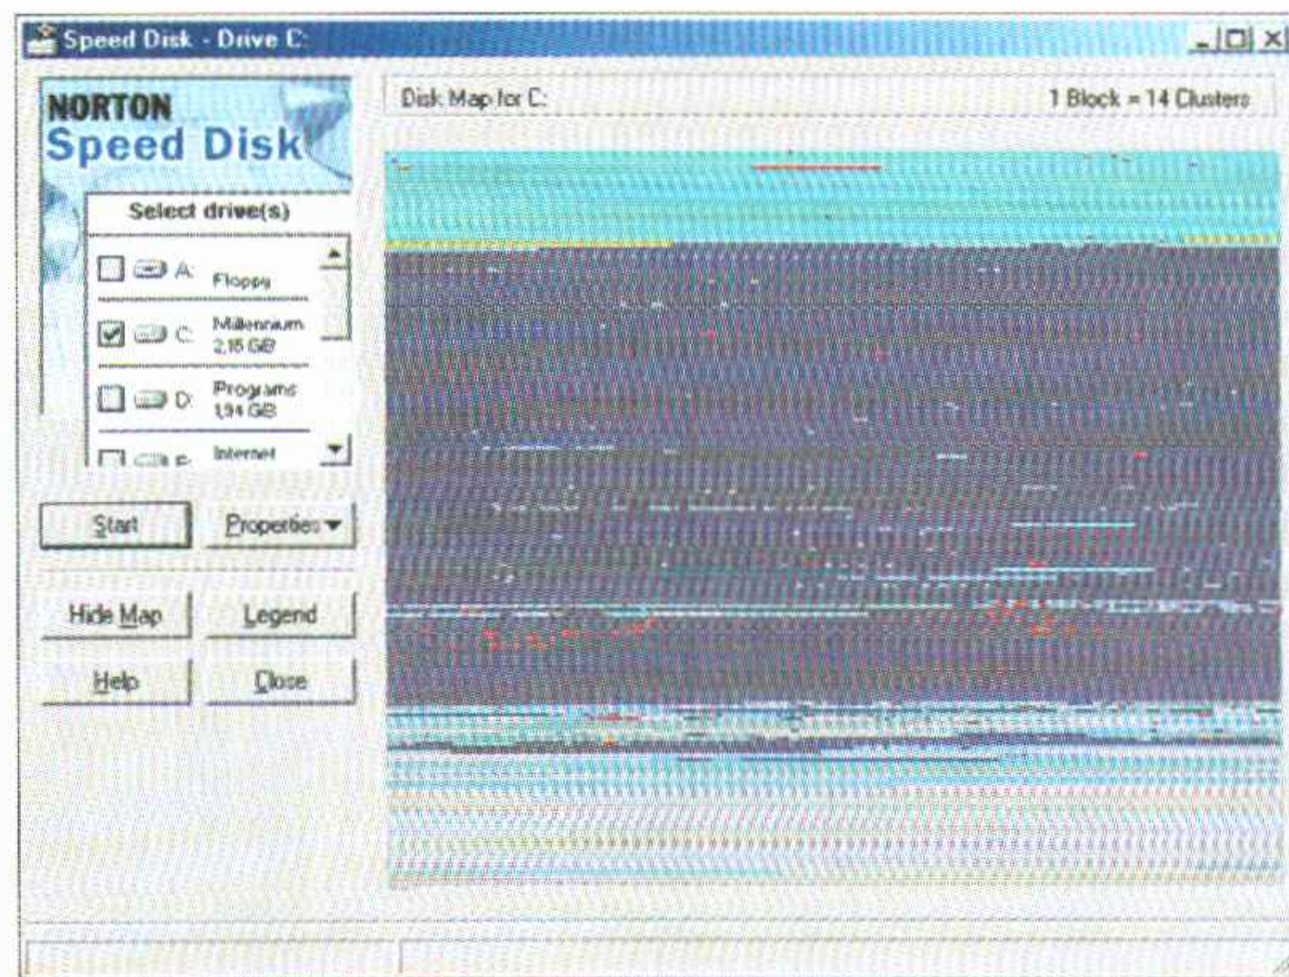 Speed Disk - Drive C:
NORTON
Speed Disk
Select drive(s)
A: Floppy
C: Millennium
2,15 GB
D: Programs
1,94 GB
E: Internet
Start
Properties
Hide Map
Legend
Help
Close
Disk Map for C:
1 Block = 14 Clusters